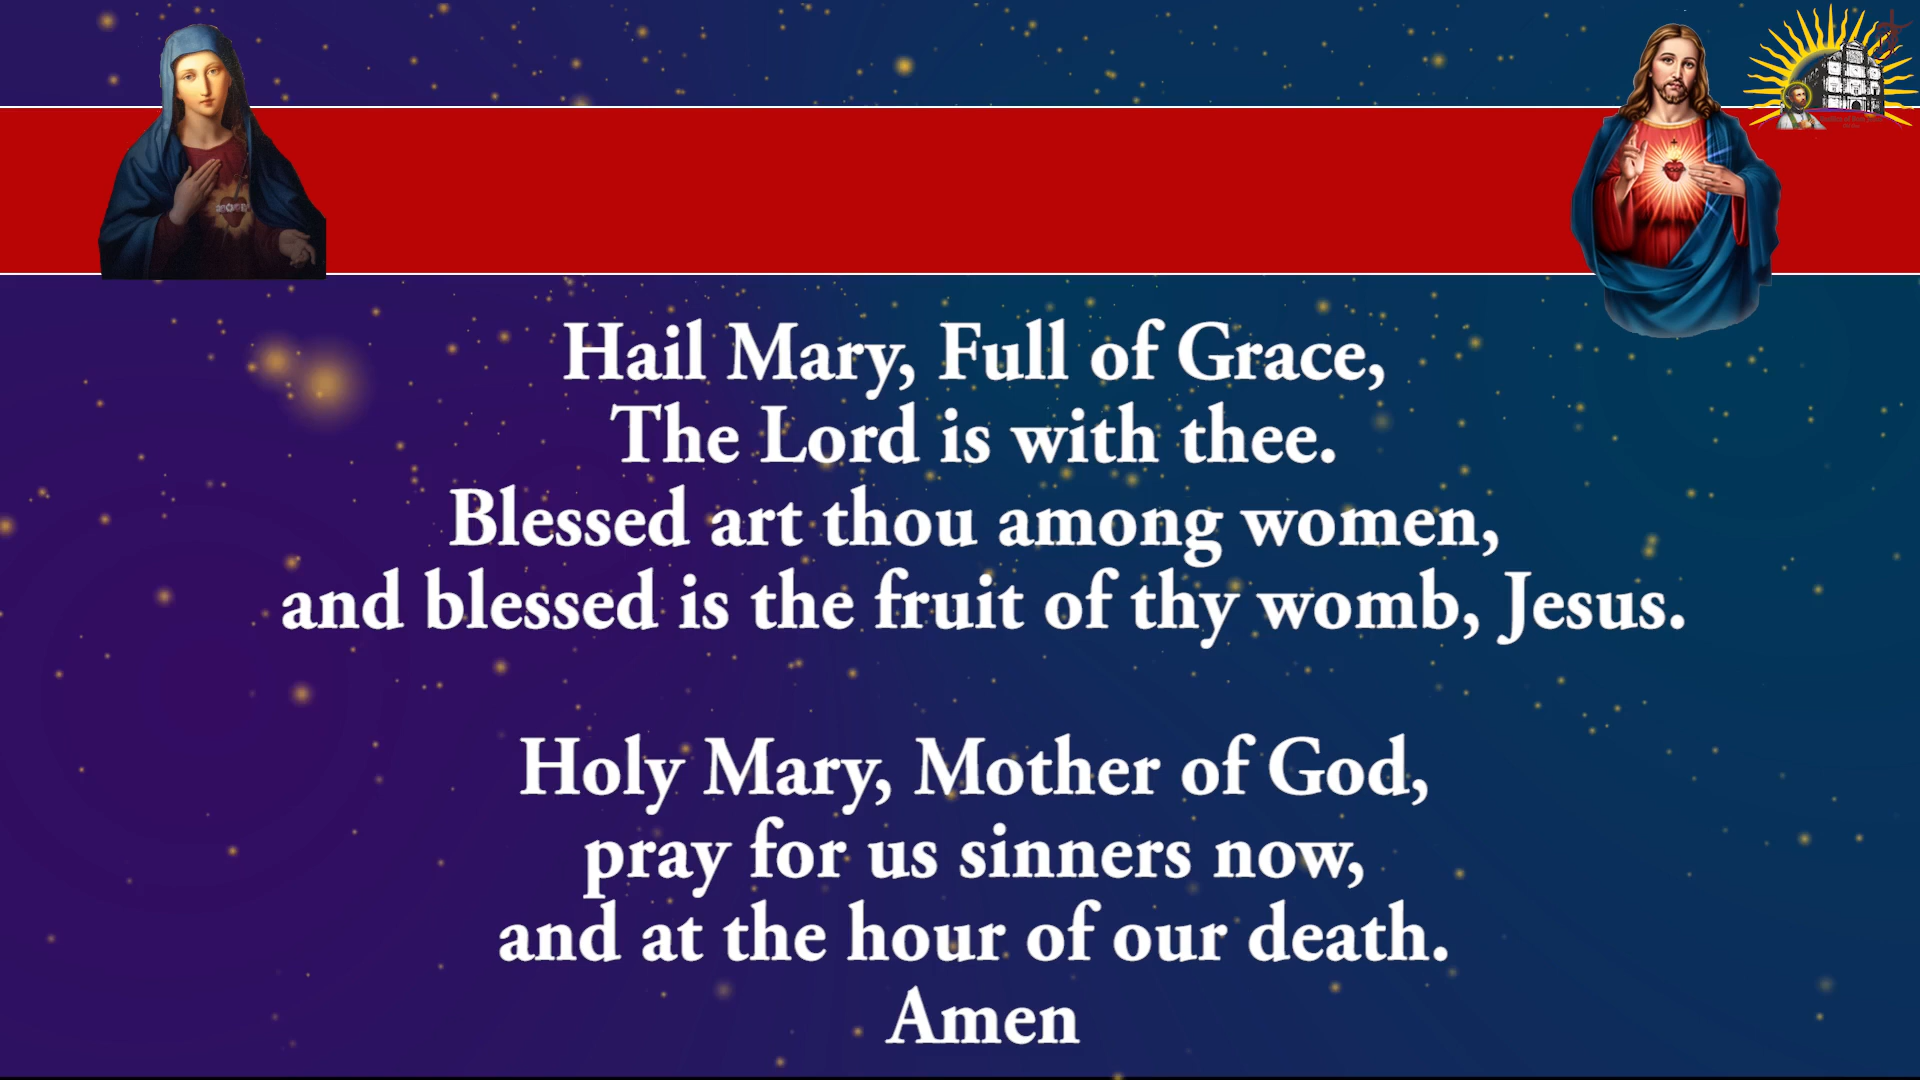 Hail Mary, Full of Grace,
The Lord is with thee.
Blessed art thou among women,
and blessed is the fruit of thy womb, Jesus.
Holy Mary, Mother of God,
pray for us sinners now,
and at the hour of our death.
Amen